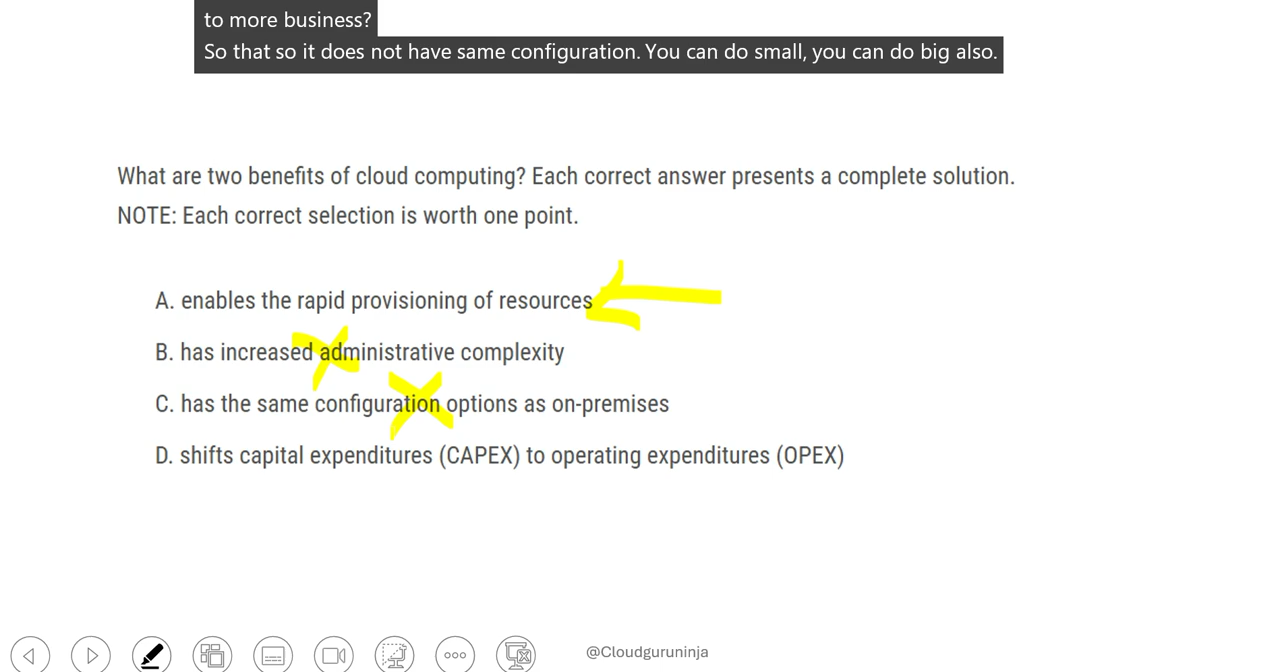 to more business?
So that so it does not have same configuration. You can do small, you can do big also.
What are two benefits of cloud computing? Each correct answer presents a complete solution.
NOTE: Each correct selection is worth one point.
A. enables the rapid provisioning of resources
B. has increased administrative complexity
C. has the same configuration options as on-premises
D. shifts capital expenditures (CAPEX) to operating expenditures (OPEX)
@Cloudguruninja